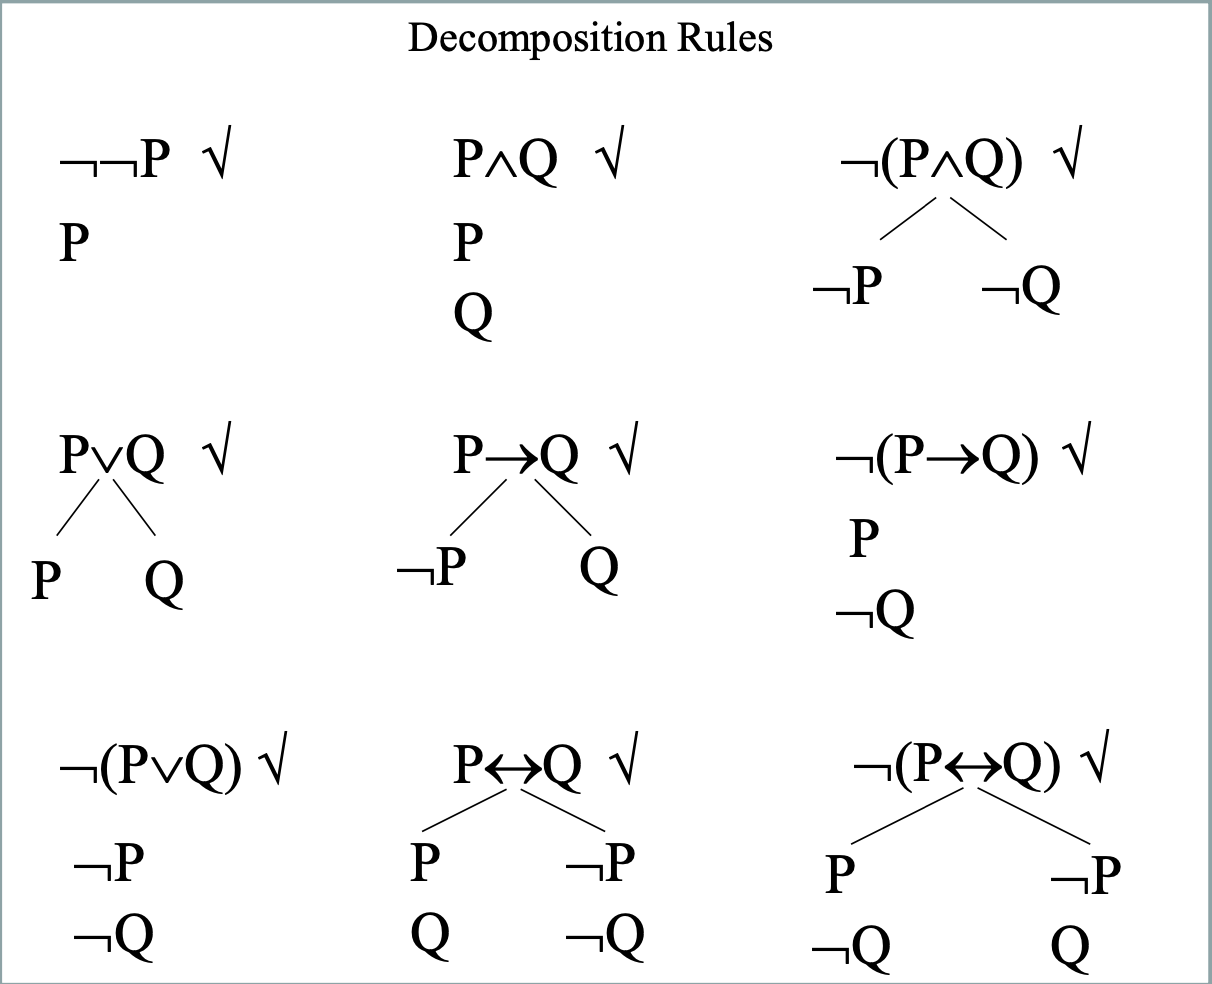 Decomposition Rules
¬¬P √
P
P∧Q √
P
Q
¬(P∧Q) √
¬P ¬Q
P∨Q √
P Q
P→Q √
¬P Q
¬(P→Q) √
P
¬Q
¬(P∨Q) √
¬P
¬Q
P↔Q √
P ¬P
Q ¬Q
¬(P↔Q) √
P ¬P
¬Q Q